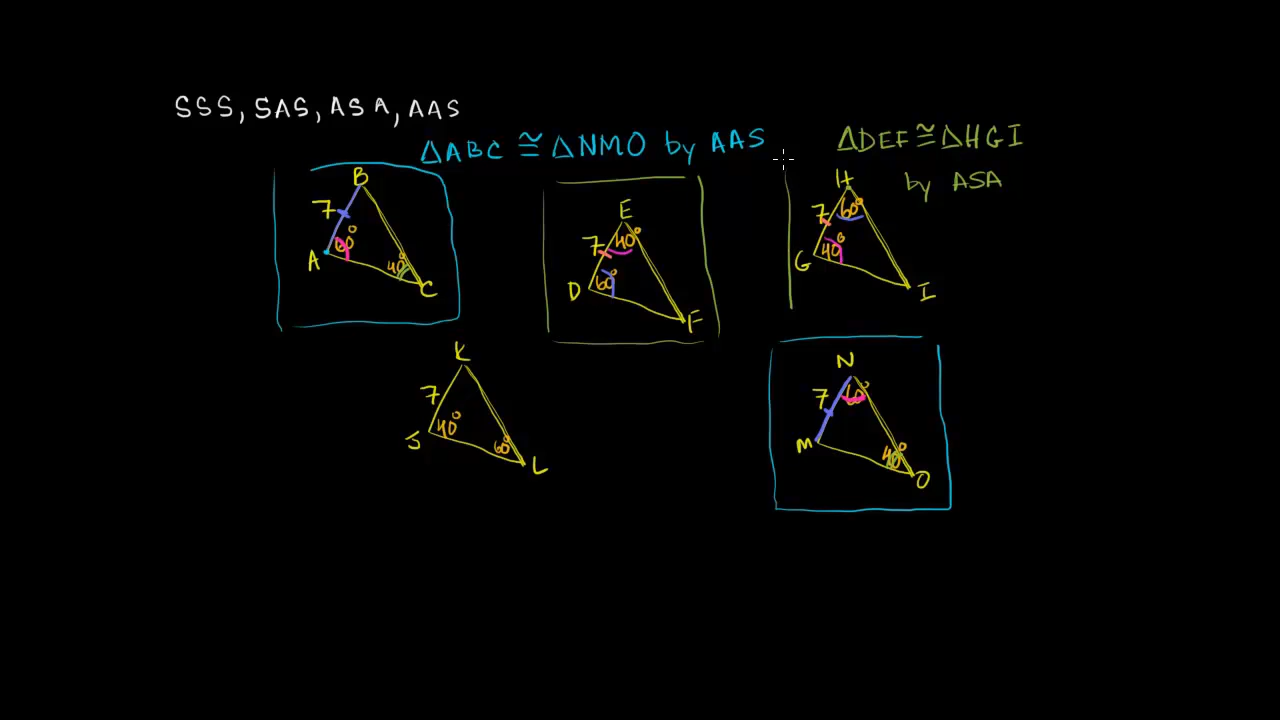 SSS, SAS, ASA, AAS
△ABC ≅ △NMO by AAS
△DEF ≅ △HGI
by ASA
B
7
60°
A
40°
C
E
7
40°
D
60°
F
H
7
60°
G
40°
I
K
7
J
40°
60°
L
N
7
60°
M
40°
O